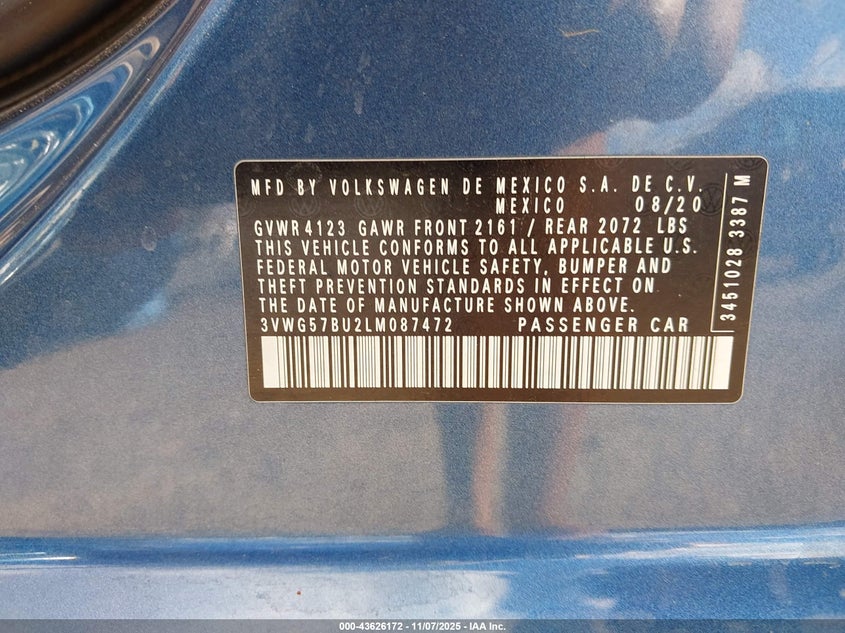 MFD BY VOLKSWAGEN DE MEXICO S.A. DE C.V.
MEXICO 08/20
GVWR 4123 GAWR FRONT 2161 / REAR 2072 LBS
THIS VEHICLE CONFORMS TO ALL APPLICABLE U.S.
FEDERAL MOTOR VEHICLE SAFETY, BUMPER AND
THEFT PREVENTION STANDARDS IN EFFECT ON
THE DATE OF MANUFACTURE SHOWN ABOVE.
3VWG57BU2LM087472 PASSENGER CAR
3451028 3387 M
000-43626172 - 11/07/2025 - IAA Inc.